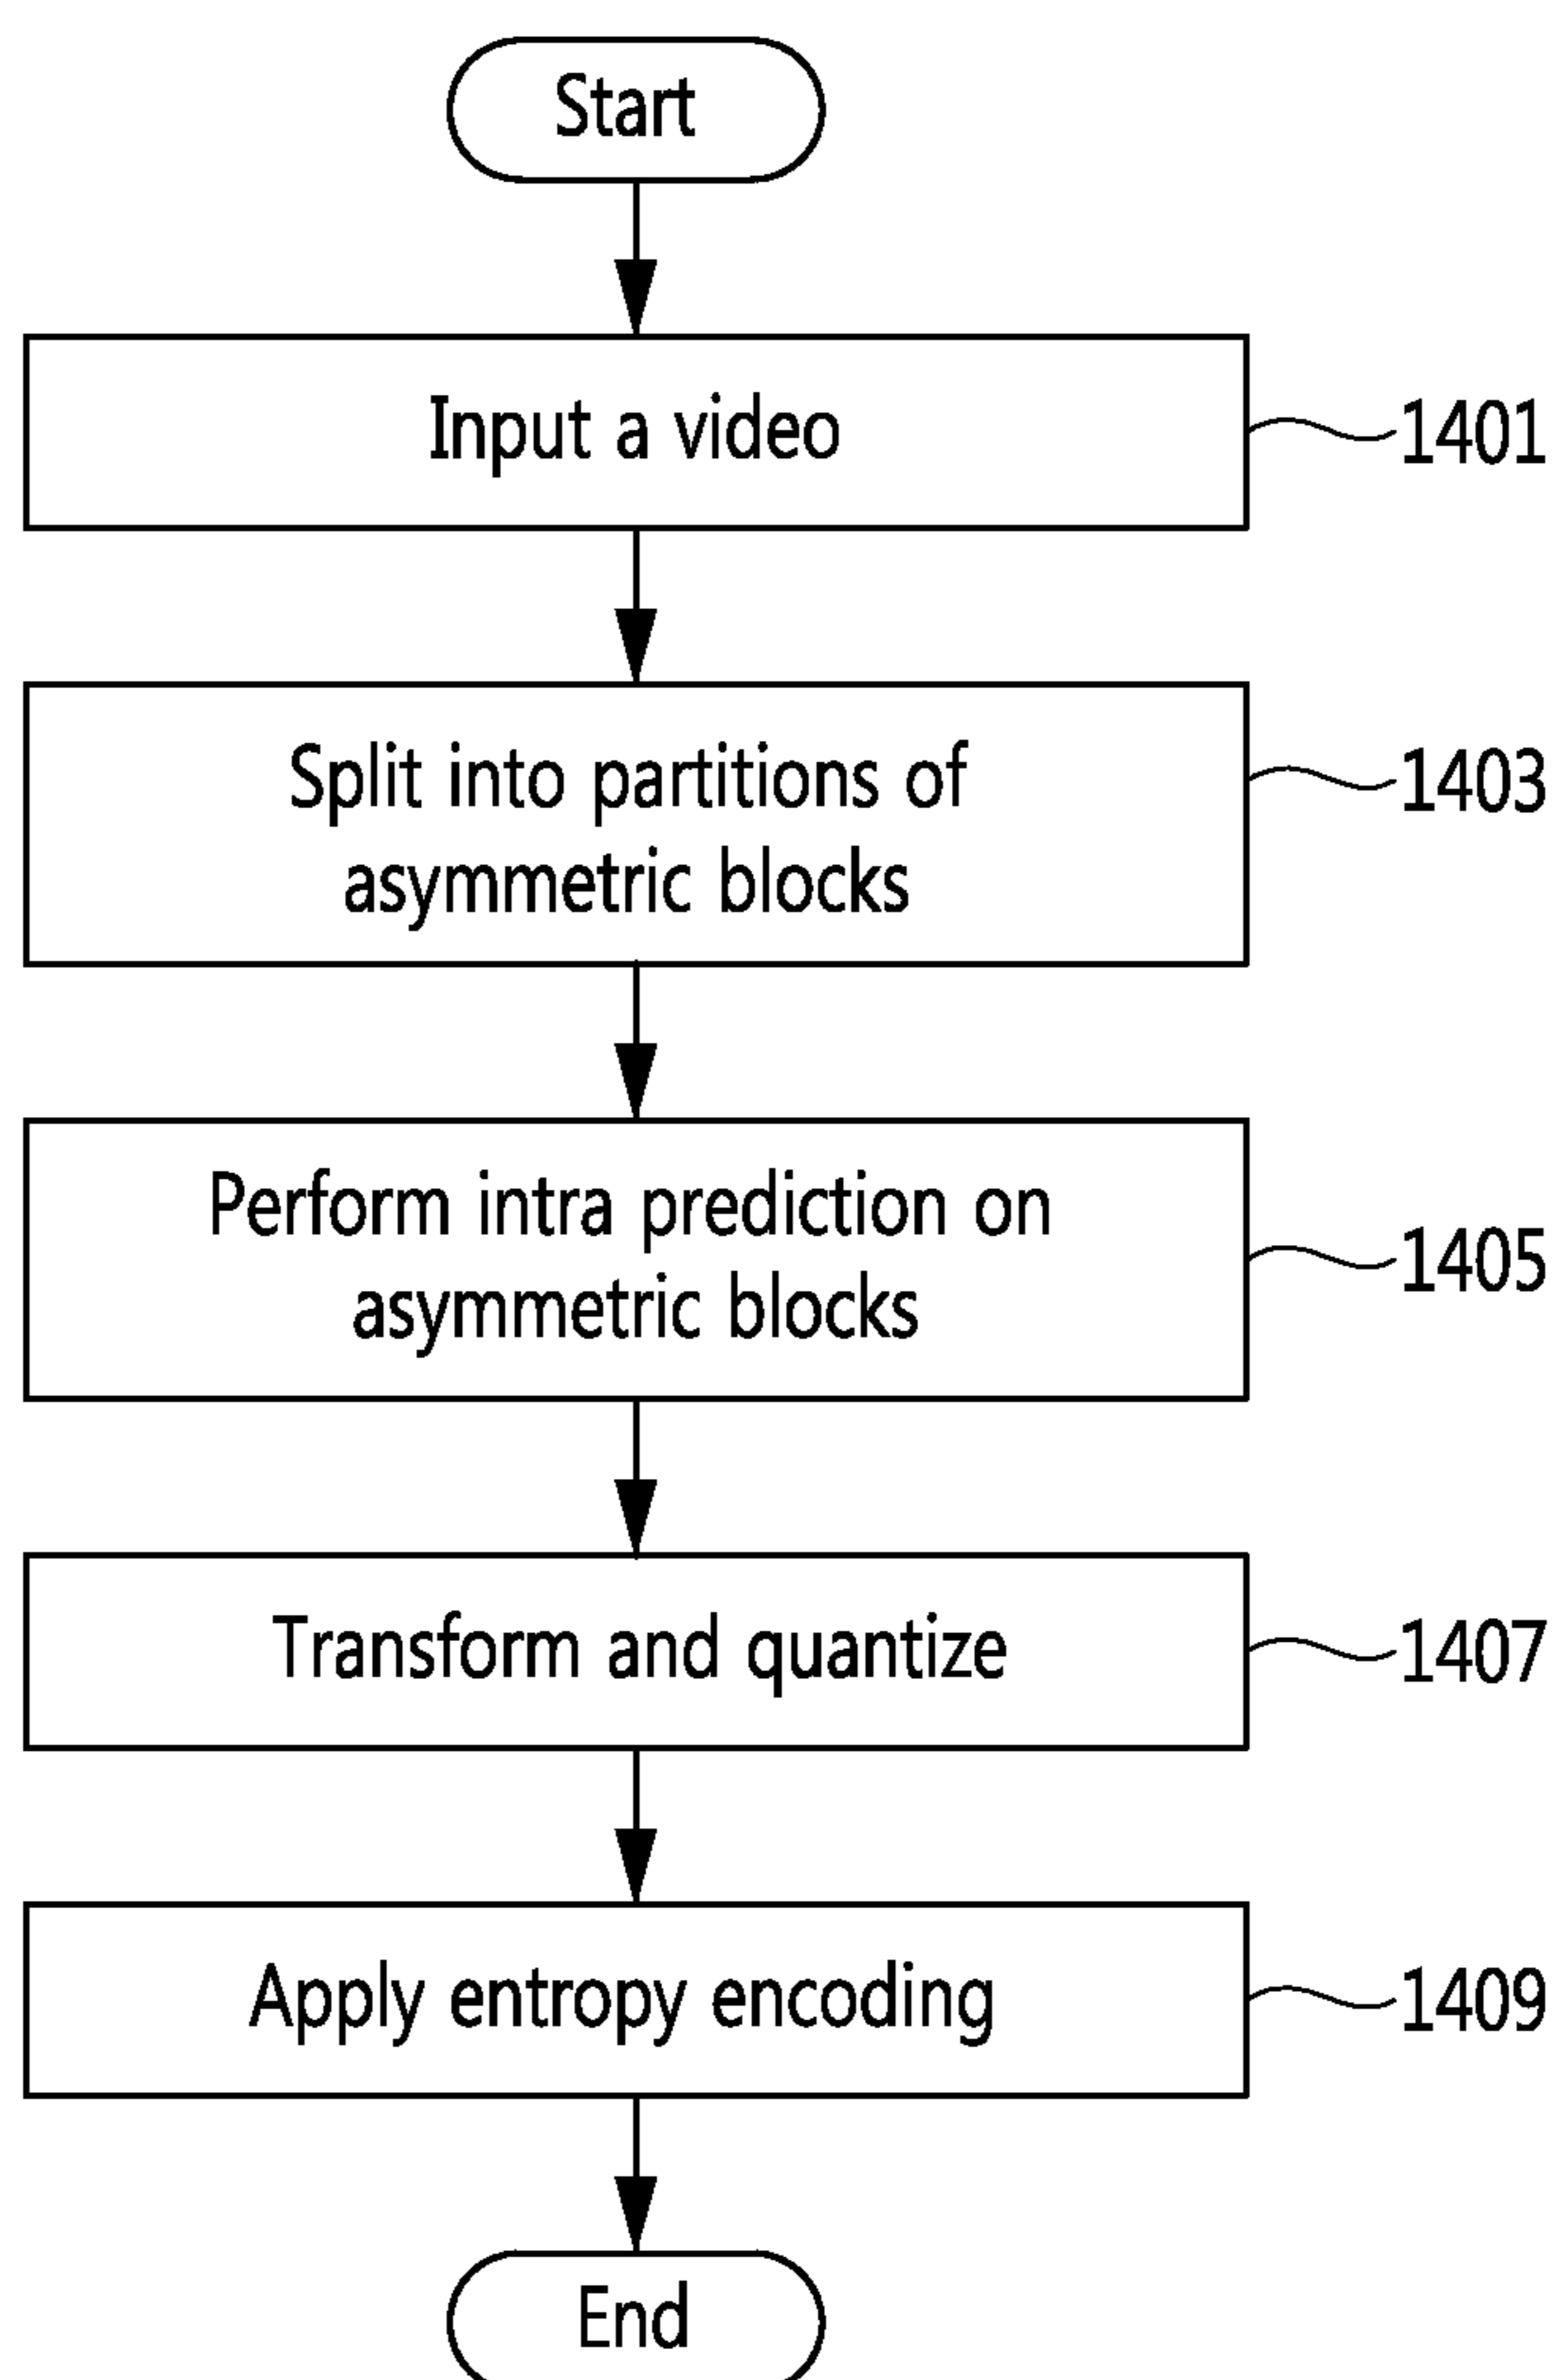 Start
Input a video
1401
Split into partitions of
asymmetric blocks
1403
Perform intra prediction on
asymmetric blocks
1405
Transform and quantize
1407
Apply entropy encoding
1409
End